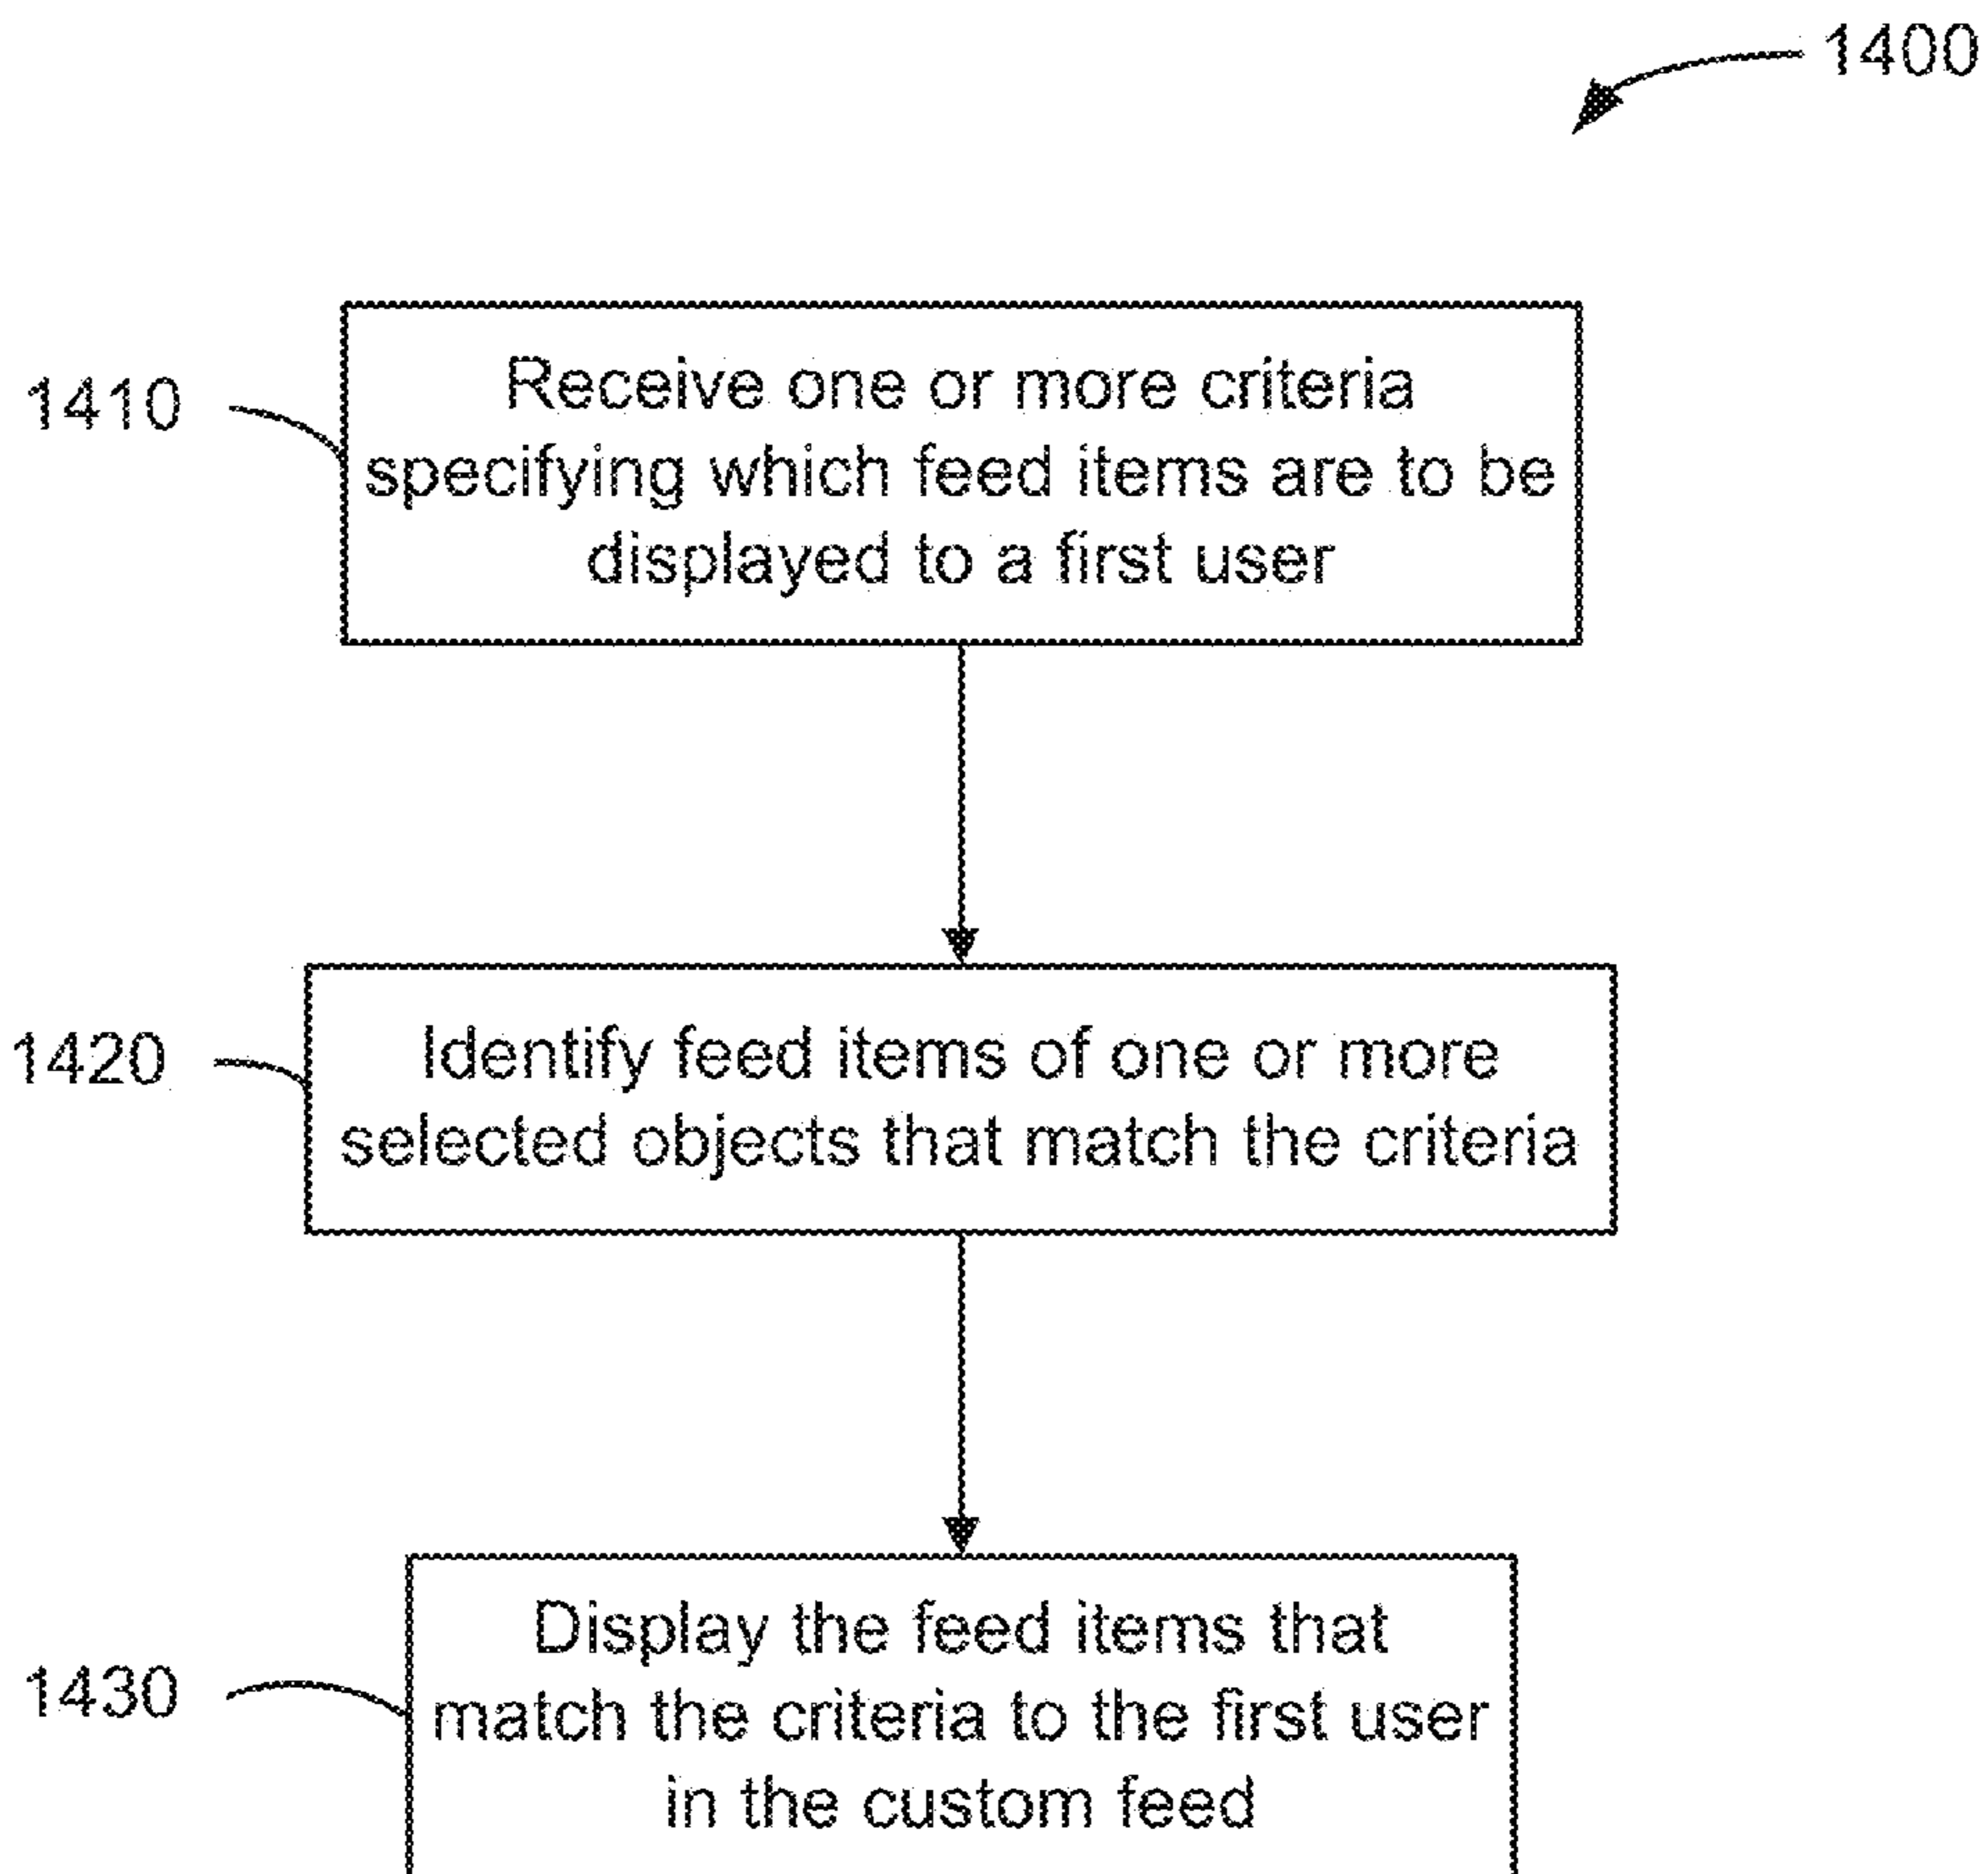 1400
1410
Receive one or more criteria
specifying which feed items are to be
displayed to a first user
1420
Identify feed items of one or more
selected objects that match the criteria
1430
Display the feed items that
match the criteria to the first user
in the custom feed